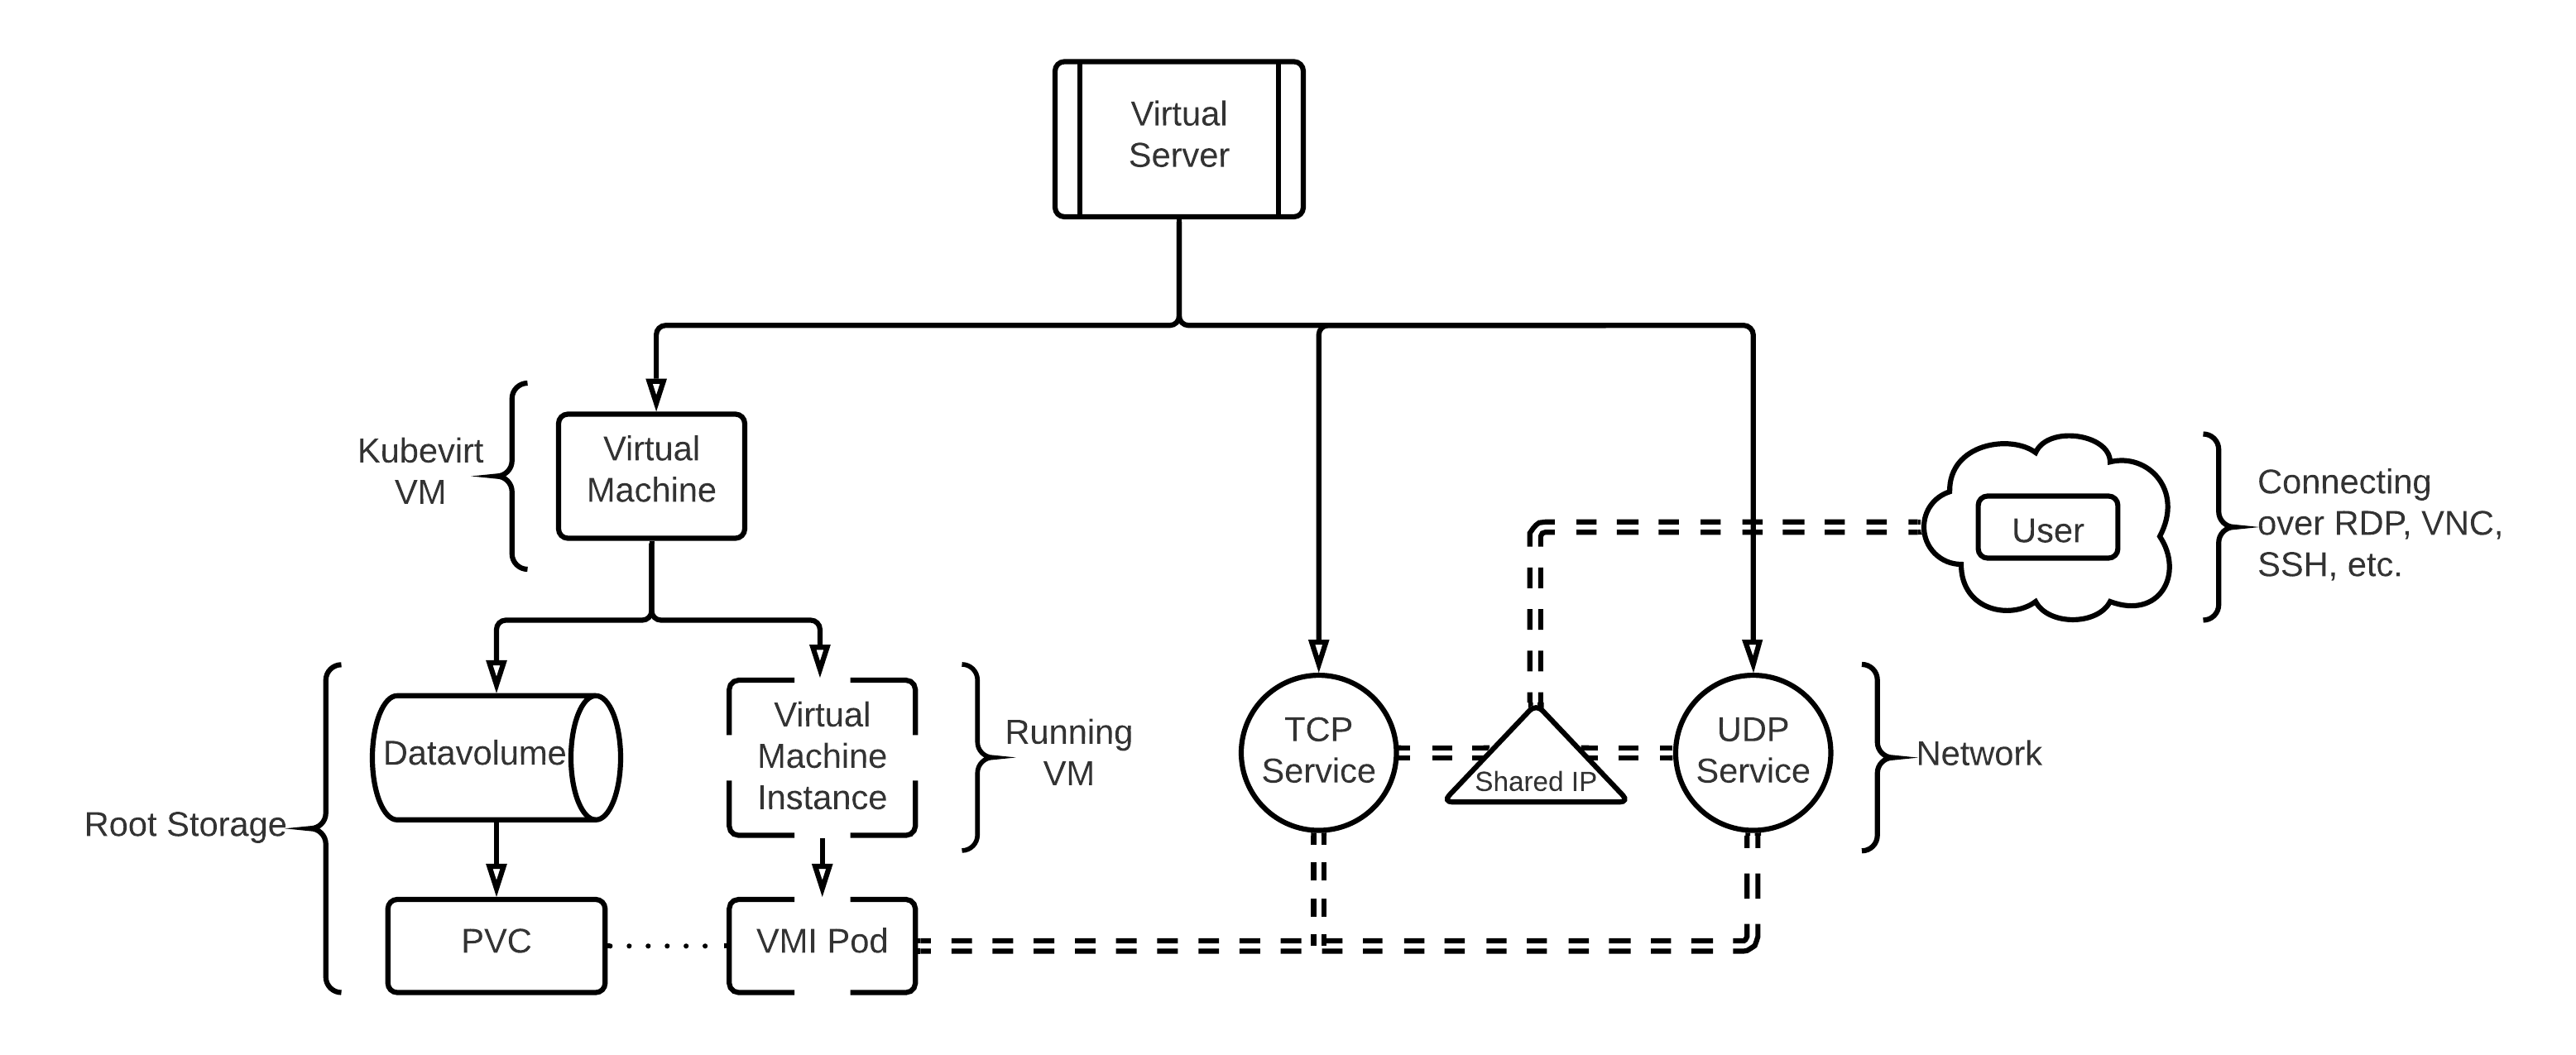 Virtual
Server
Kubevirt
VM
Virtual
Machine
User
Connecting
over RDP, VNC,
SSH, etc.
Root Storage
Datavolume
Virtual
Machine
Instance
Running
VM
TCP
Service
Shared IP
UDP
Service
Network
PVC
VMI Pod